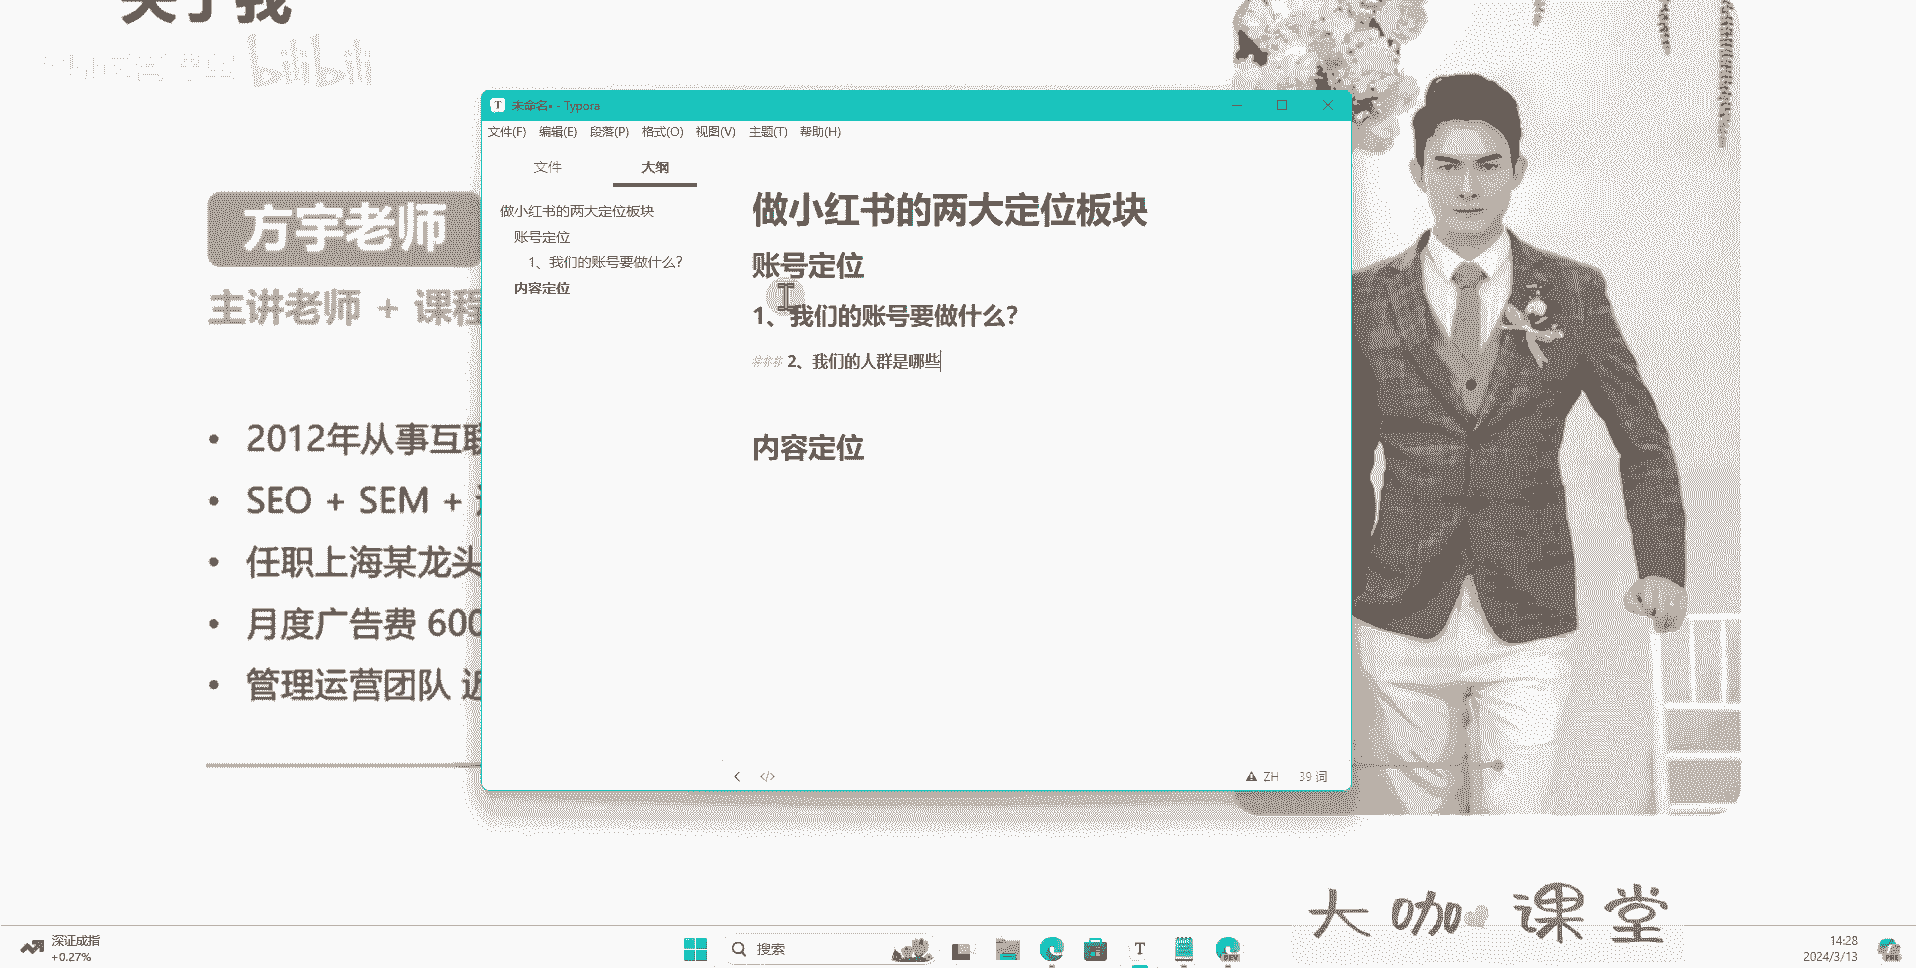 关于我
bilibili
未命名• - Typora
文件(F) 编辑(E) 段落(P) 格式(O) 视图(V) 主题(T) 帮助(H)
文件 大纲
做小红书的两大定位板块
账号定位
1、我们的账号要做什么?
内容定位
做小红书的两大定位板块
账号定位
1、我们的账号要做什么?
### 2、我们的人群是哪些
内容定位
</> ZH 39 词
方宇老师
主讲老师 + 课程
• 2012年从事互联
• SEO + SEM +
• 任职上海某龙头
• 月度广告费 600
• 管理运营团队 近
大咖课堂
深证成指
+0.27%
搜索
T
DEV
14:28
2024/3/13
PRE